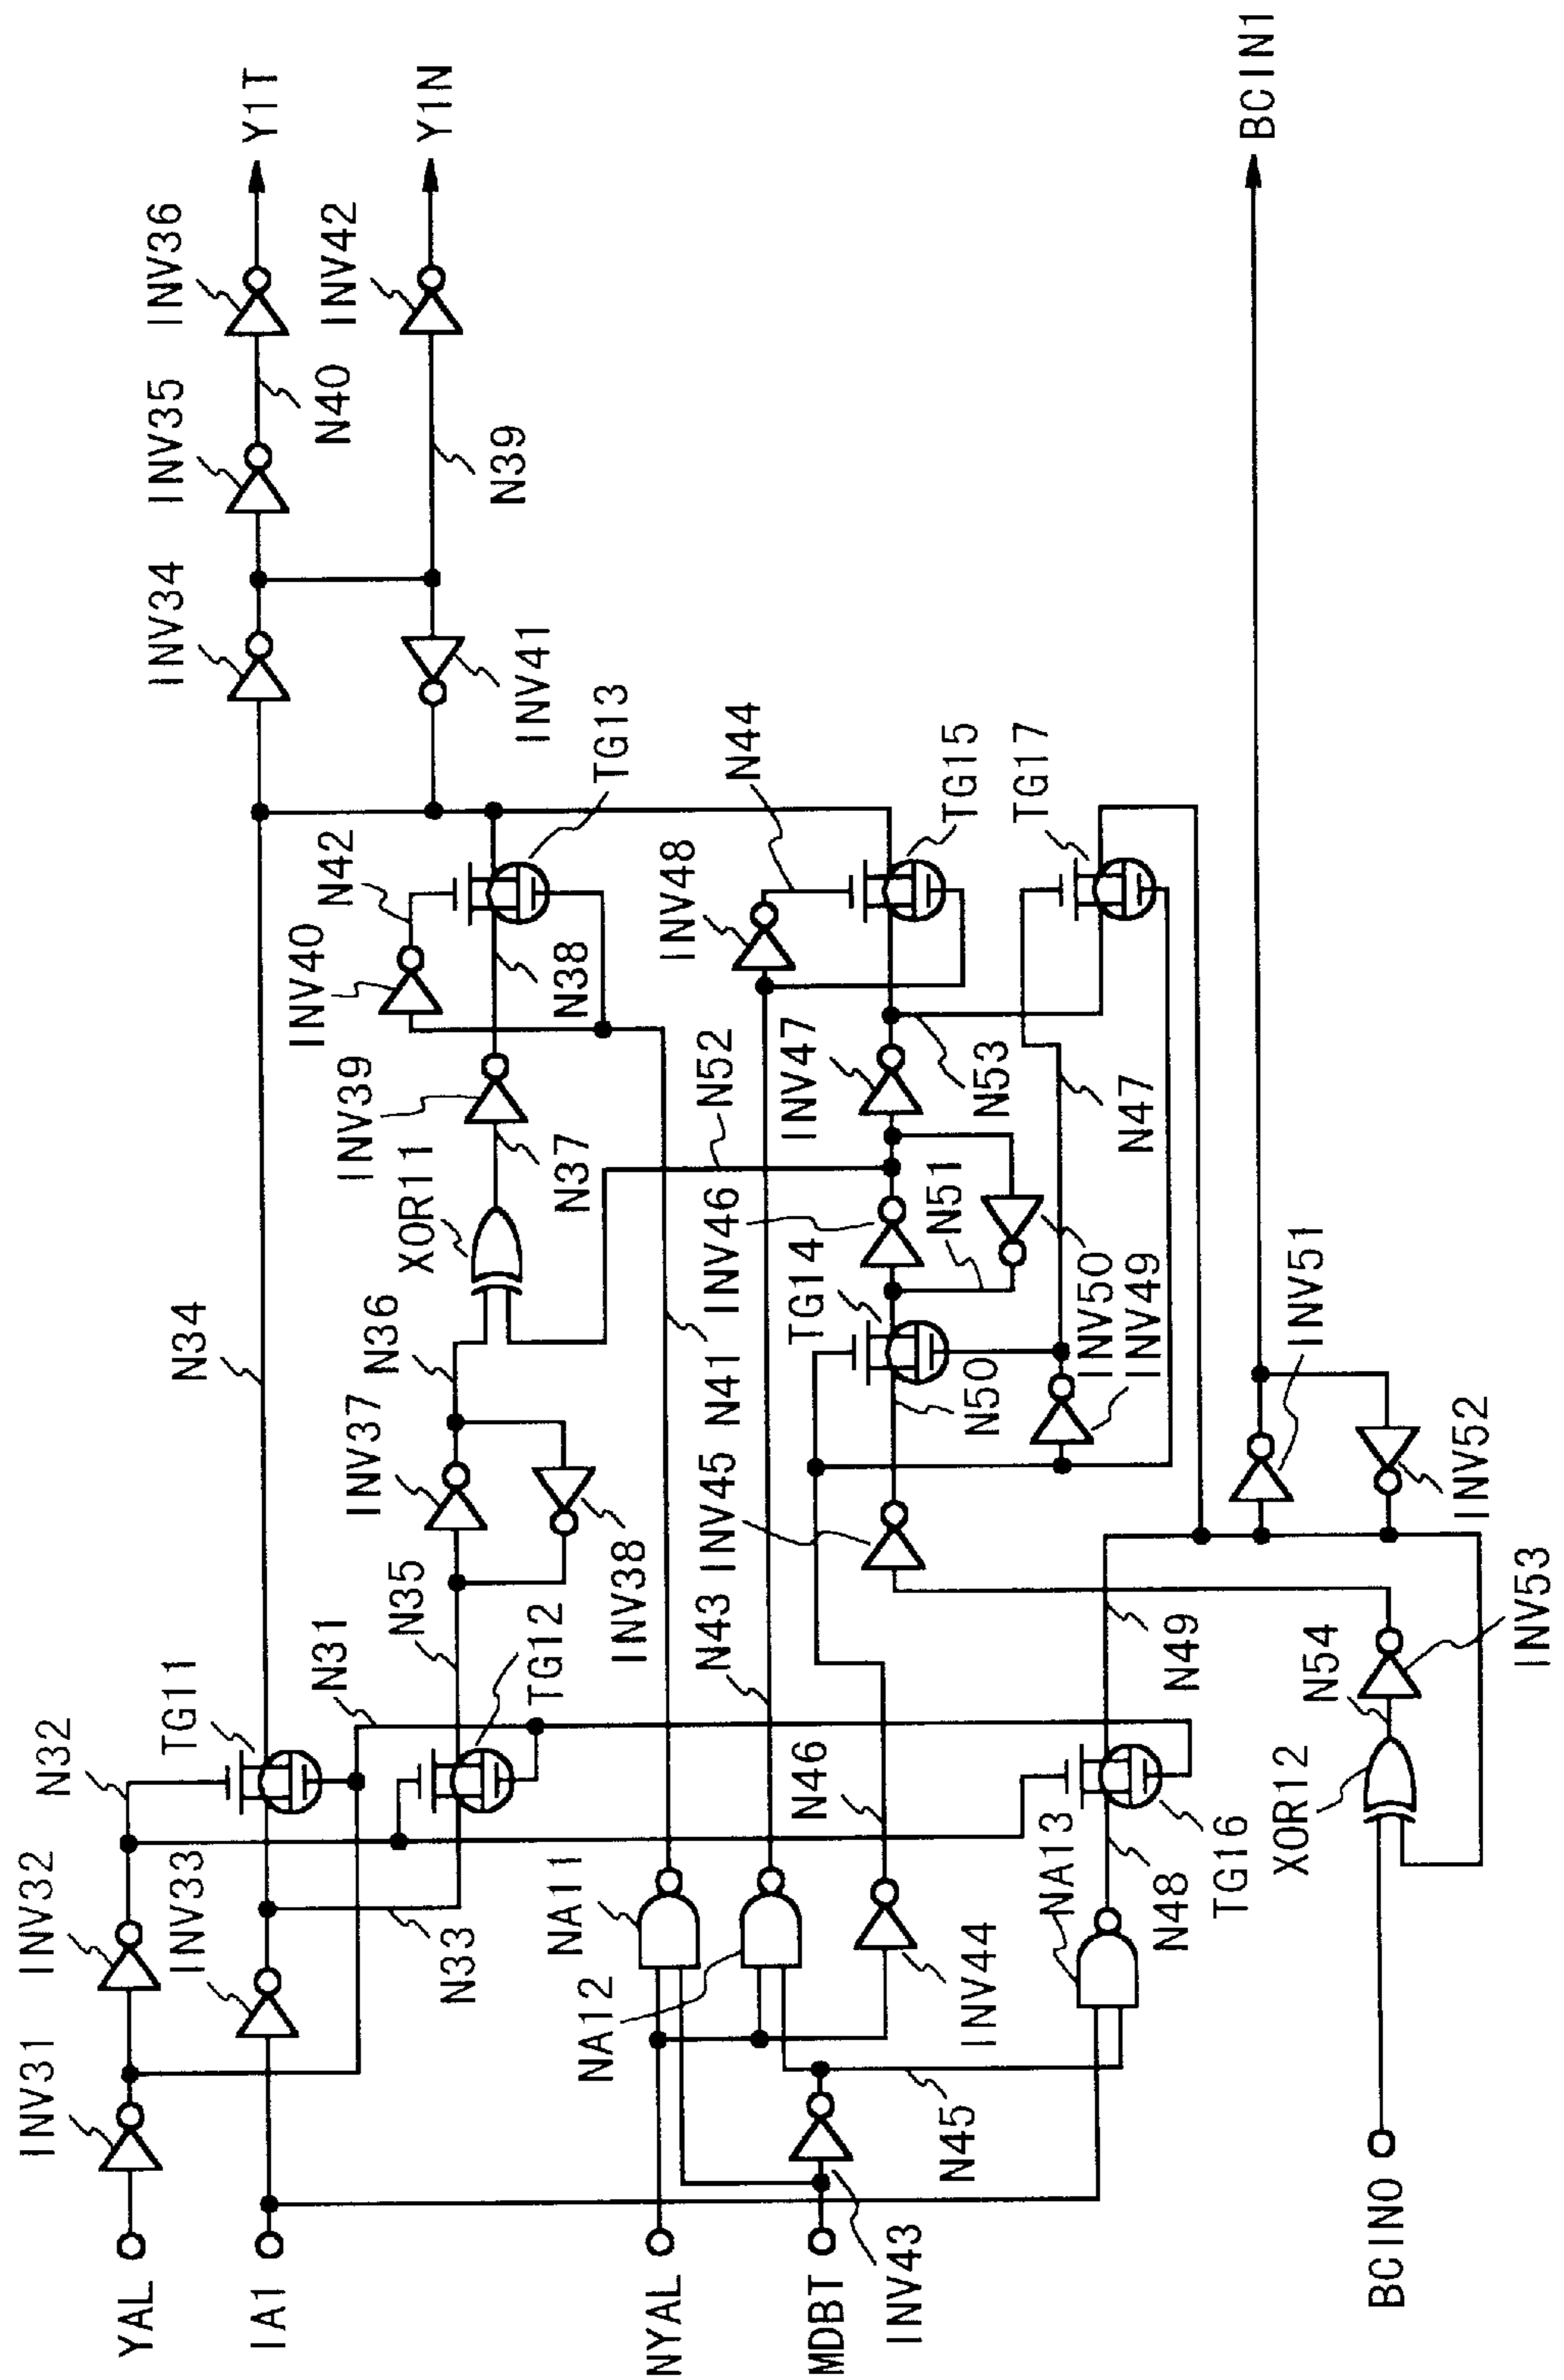 YAL
INV31
INV32
N32
TG11
N34
INV34
INV35
N40
INV36
Y1T
IA1
INV33
N33
N31
N35
TG12
INV37
INV38
N36
XOR11
N37
INV39
INV40
N42
N38
TG13
INV41
N39
INV42
Y1N
NYAL
NA11
N41
N52
NA12
N43
INV48
N44
TG15
MDBT
INV43
N45
INV44
N46
INV45
N50
TG14
INV46
N51
INV50
INV49
INV47
N53
N47
TG17
NA13
N48
TG16
N49
INV51
INV52
BCIN1
BCIN0
XOR12
N54
INV53